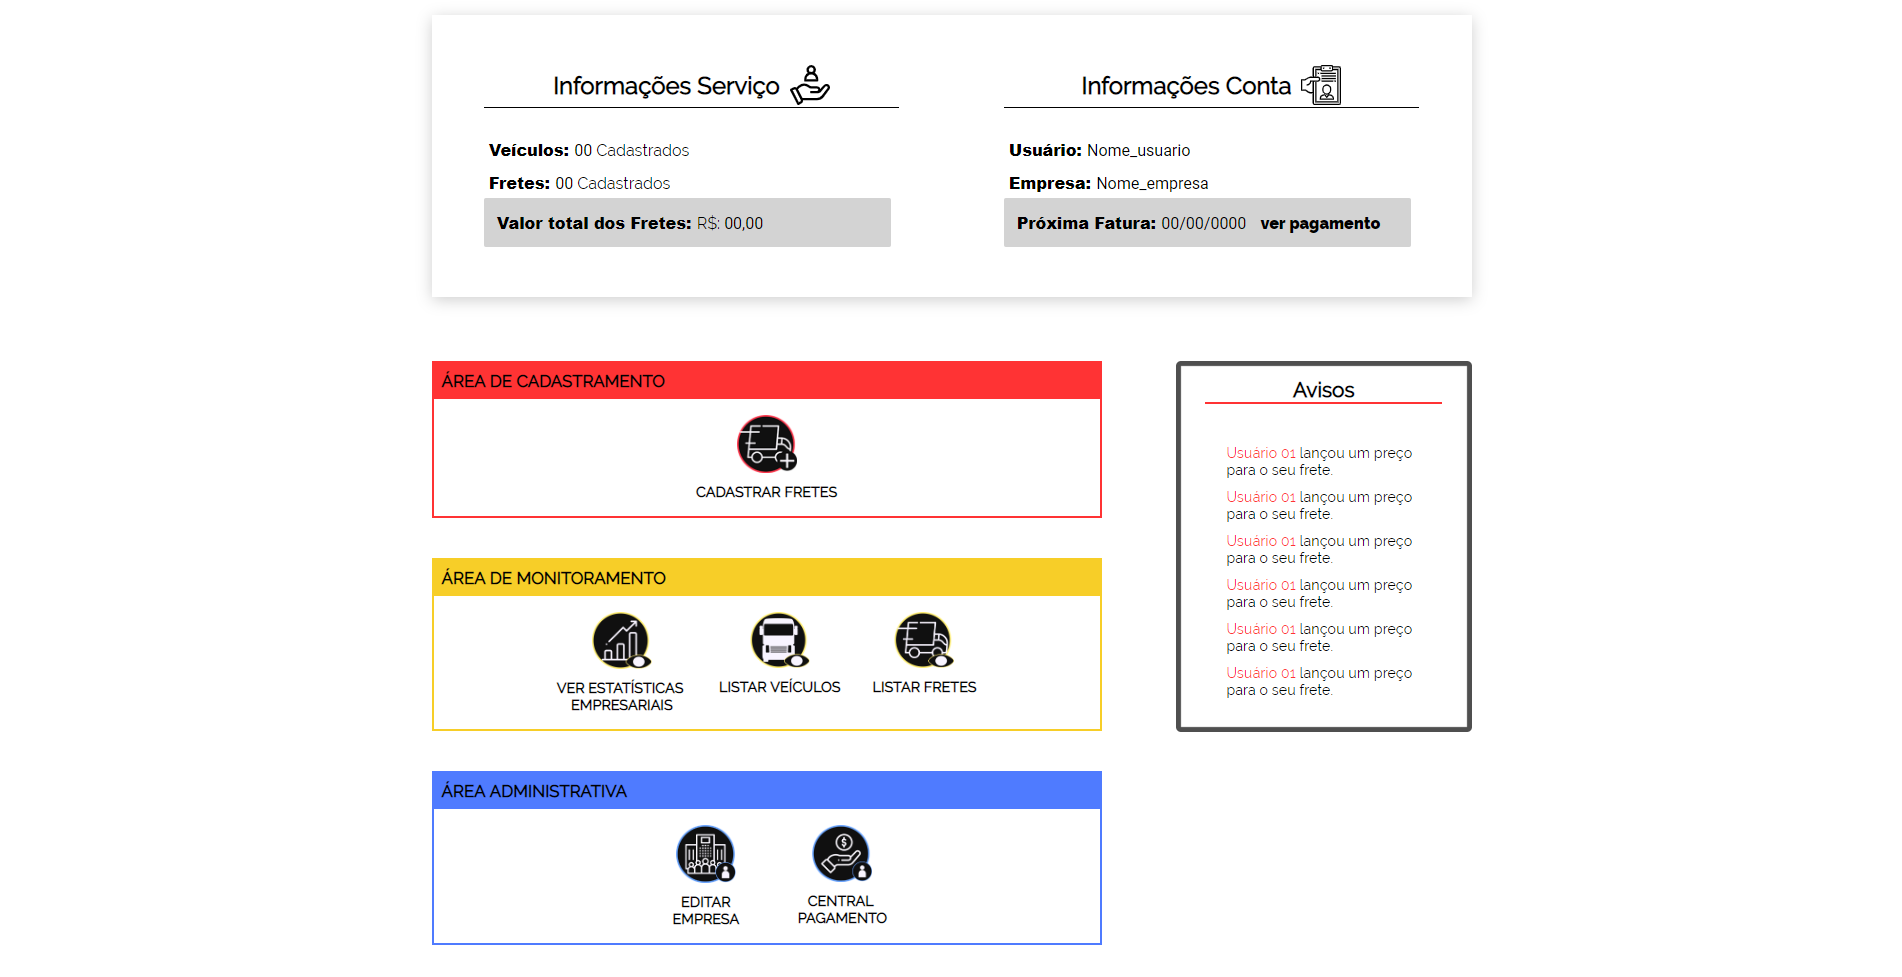 Informações Serviço
Veículos: 00 Cadastrados
Fretes: 00 Cadastrados
Valor total dos Fretes: R$: 00,00
Informações Conta
Usuário: Nome_usuario
Empresa: Nome_empresa
Próxima Fatura: 00/00/0000 ver pagamento
ÁREA DE CADASTRAMENTO
CADASTRAR FRETES
ÁREA DE MONITORAMENTO
VER ESTATÍSTICAS
EMPRESARIAIS
LISTAR VEÍCULOS
LISTAR FRETES
ÁREA ADMINISTRATIVA
EDITAR
EMPRESA
CENTRAL
PAGAMENTO
Avisos
Usuário 01 lançou um preço
para o seu frete.
Usuário 01 lançou um preço
para o seu frete.
Usuário 01 lançou um preço
para o seu frete.
Usuário 01 lançou um preço
para o seu frete.
Usuário 01 lançou um preço
para o seu frete.
Usuário 01 lançou um preço
para o seu frete.